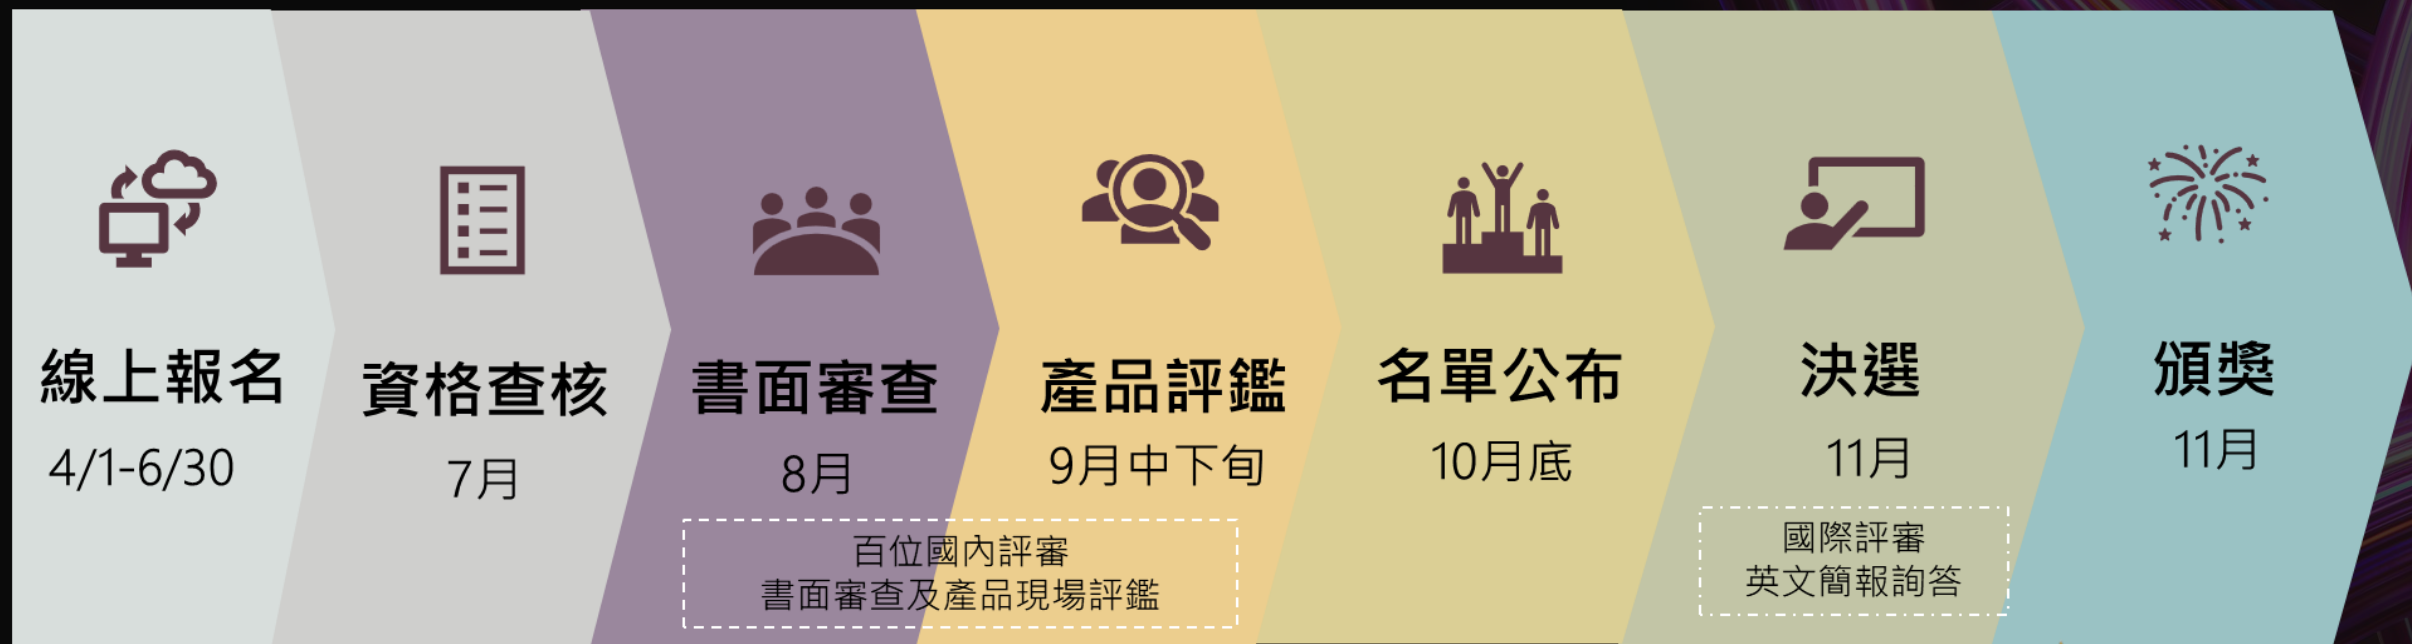 線上報名
4/1-6/30
資格查核
7月
書面審查
8月
產品評鑑
9月中下旬
百位國內評審
書面審查及產品現場評鑑
名單公布
10月底
決選
11月
國際評審
英文簡報詢答
頒獎
11月